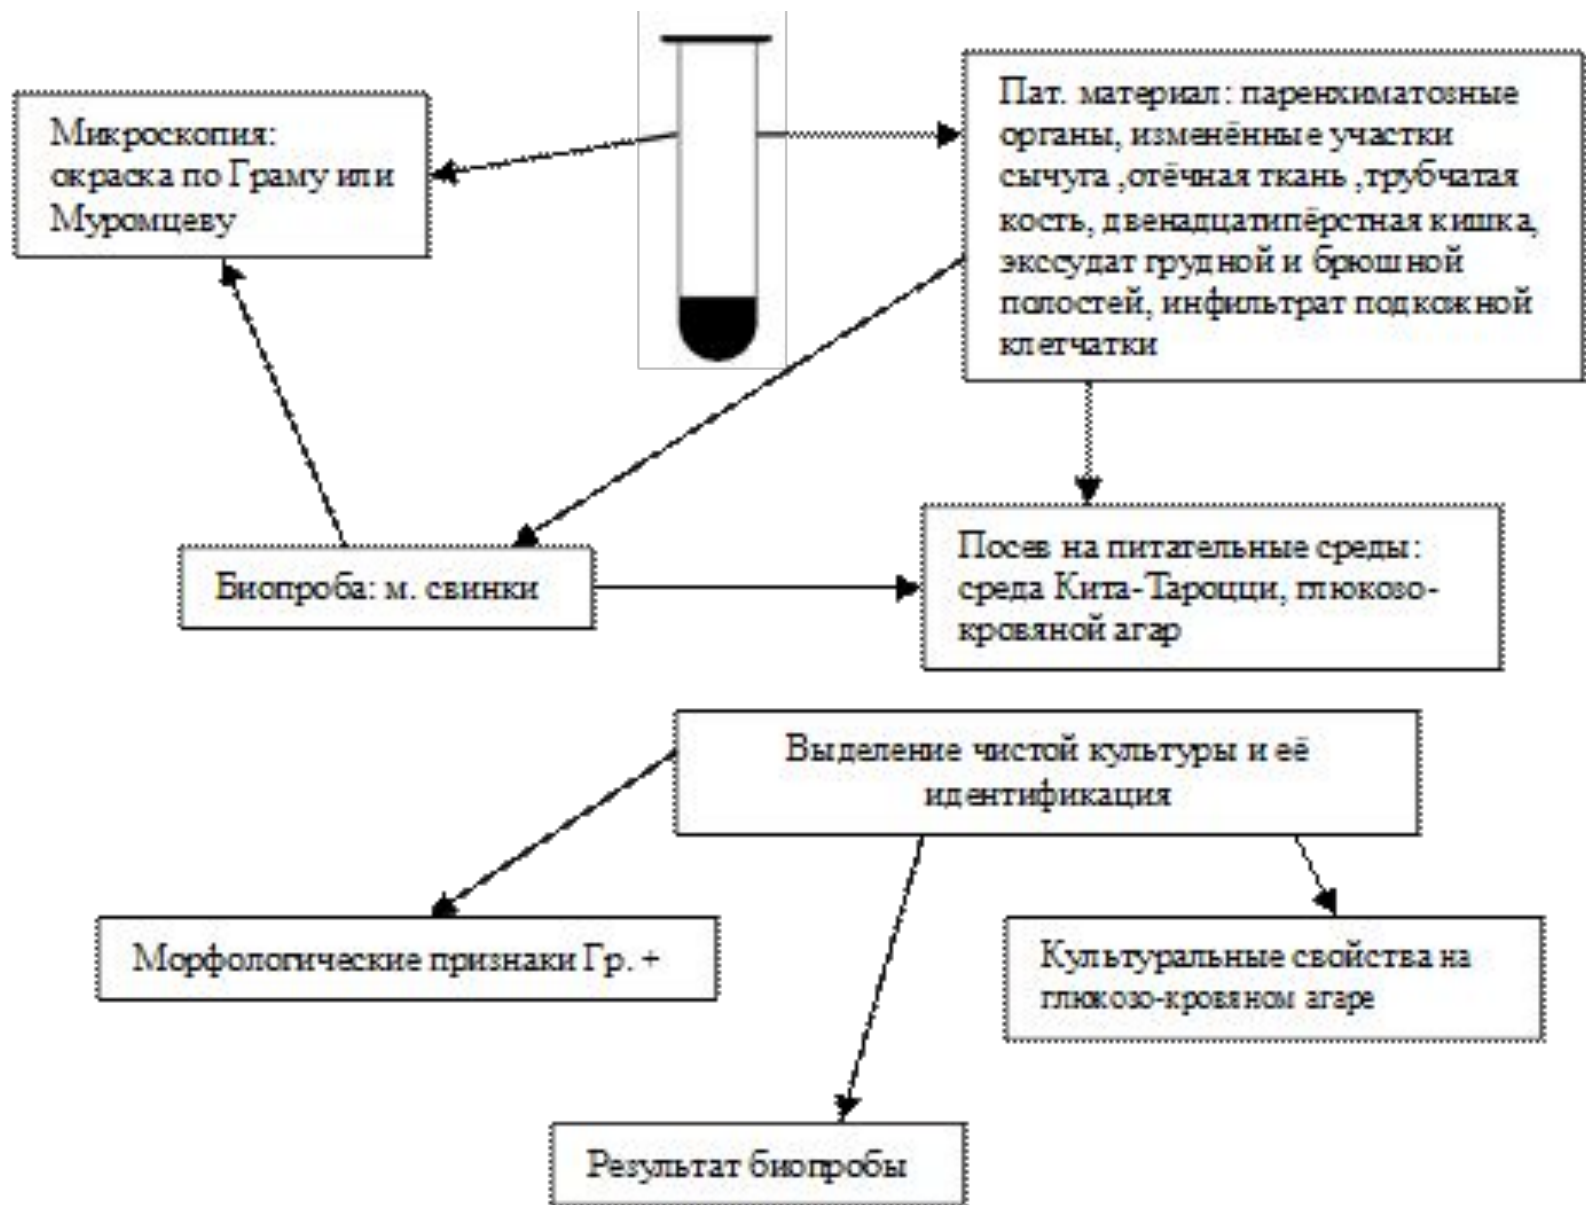 Микроскопия:
окраска по Граму или
Муромцеву
Пат. материал: паренхиматозные
органы, изменённые участки
сычуга ,отёчная ткань ,трубчатая
кость, двенадцатипёрстная кишка,
экссудат грудной и брюшной
полостей, инфильтрат подкожной
клетчатки
Биопроба: м. свинки
Посев на питательные среды:
среда Кита-Тароцци, глюкозо-
кровяной агар
Выделение чистой культуры и её
идентификация
Морфологические признаки Гр. +
Культуральные свойства на
глюкозо-кровяном агаре
Результат биопробы